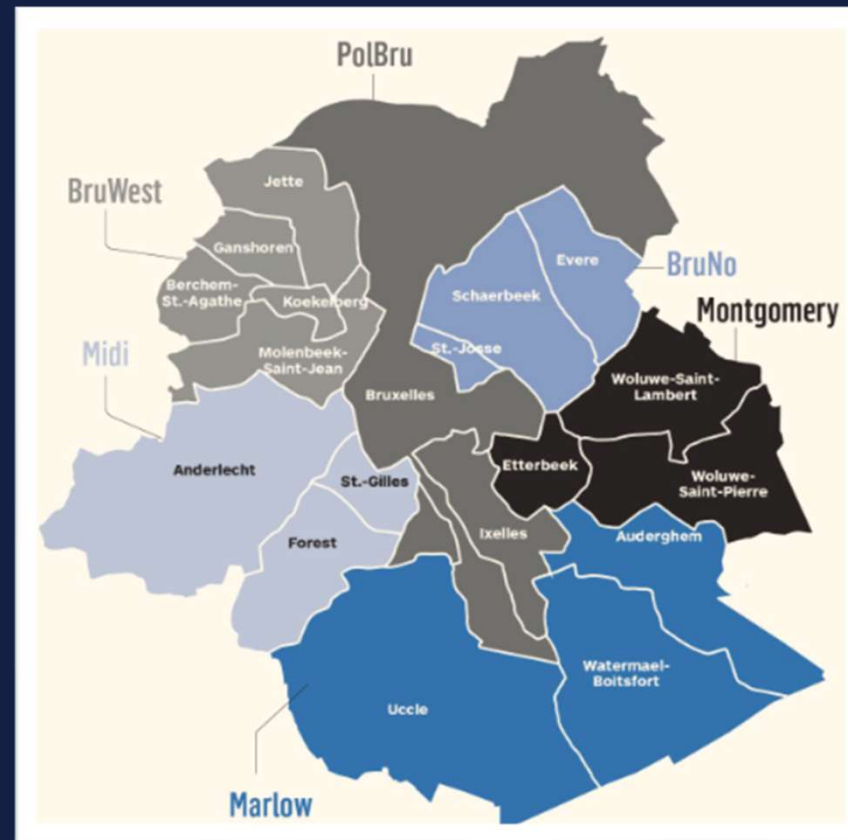 PolBru
BruWest
Jette
Ganshoren
Evere
BruNo
Berchem-
St.-Agathe
Koekelberg
Schaerbeek
Montgomery
Midi
Molenbeek-
Saint-Jean
St.-Josse
Bruxelles
Woluwe-Saint-
Lambert
Anderlecht
St.-Gilles
Etterbeek
Woluwe-
Saint-Pierre
Forest
Ixelles
Auderghem
Watermael-
Boitsfort
Uccle
Marlow